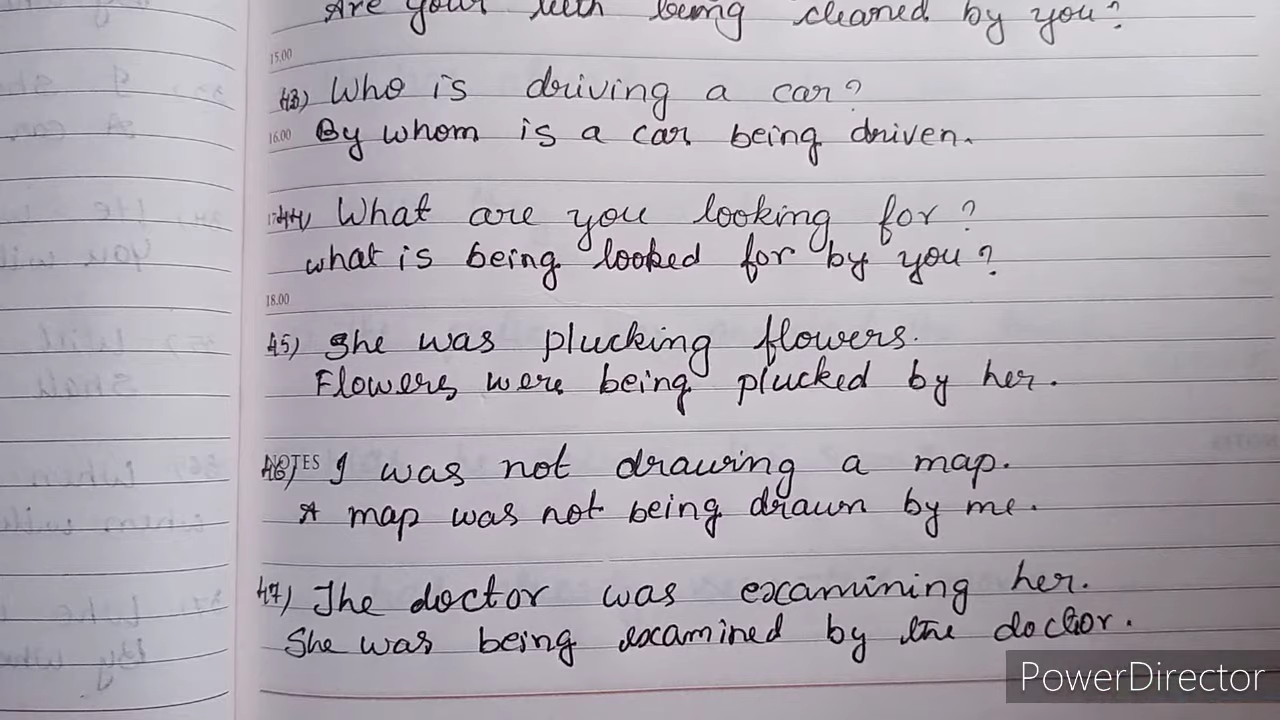 Are your teeth being cleaned by you?
15.00
43) Who is driving a car?
16.00 By whom is a car being driven.
44) What are you looking for?
what is being looked for by you?
18.00
45) She was plucking flowers.
Flowers were being plucked by her.
46) NOTES I was not drawing a map.
A map was not being drawn by me.
47) The doctor was examining her.
She was being examined by the doctor.
PowerDirector